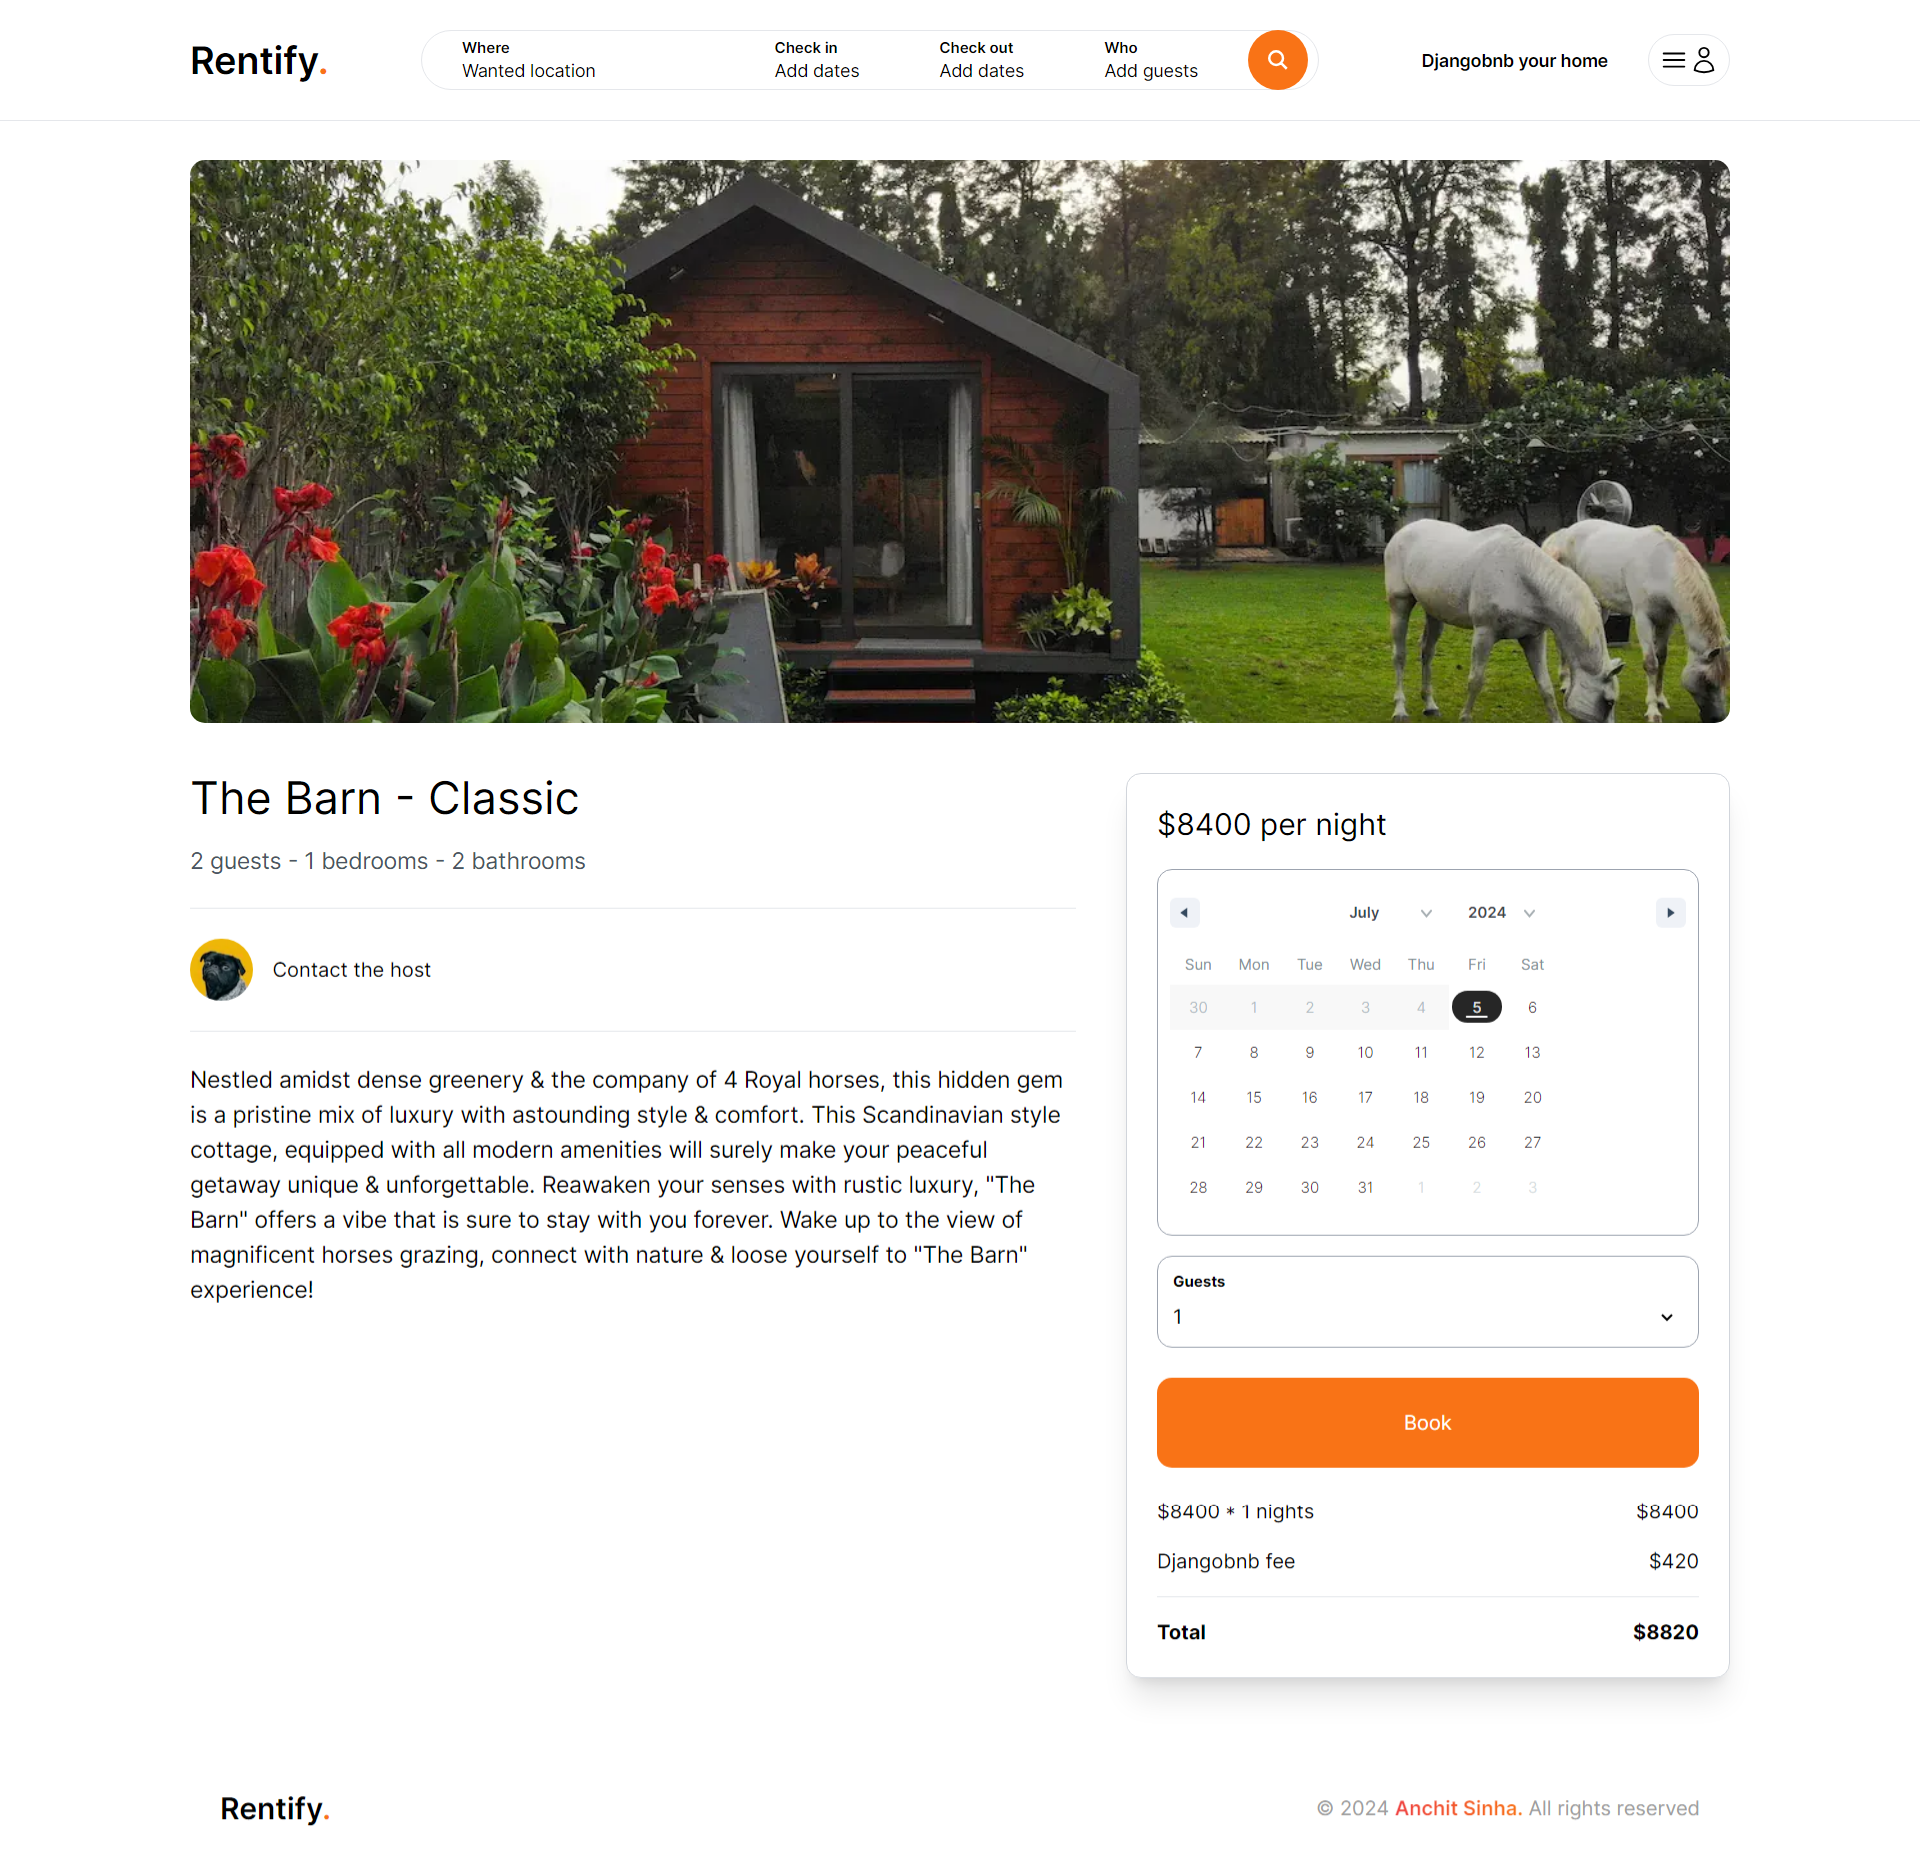 Rentify.
Where
Wanted location
Check in
Add dates
Check out
Add dates
Who
Add guests
Djangobnb your home
The Barn - Classic
2 guests - 1 bedrooms - 2 bathrooms
Contact the host
Nestled amidst dense greenery & the company of 4 Royal horses, this hidden gem
is a pristine mix of luxury with astounding style & comfort. This Scandinavian style
cottage, equipped with all modern amenities will surely make your peaceful
getaway unique & unforgettable. Reawaken your senses with rustic luxury, "The
Barn" offers a vibe that is sure to stay with you forever. Wake up to the view of
magnificent horses grazing, connect with nature & loose yourself to "The Barn"
experience!
$8400 per night
July 2024
Sun Mon Tue Wed Thu Fri Sat
30 1 2 3 4 5 6
7 8 9 10 11 12 13
14 15 16 17 18 19 20
21 22 23 24 25 26 27
28 29 30 31 1 2 3
Guests
1
Book
$8400 * 1 nights $8400
Djangobnb fee $420
Total $8820
Rentify.
© 2024 Anchit Sinha. All rights reserved